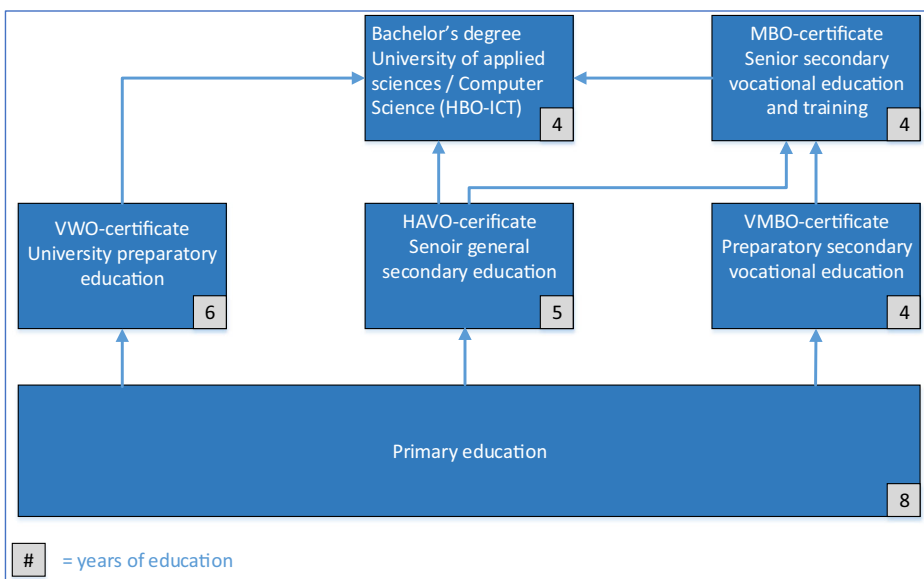 Bachelor's degree
University of applied
sciences / Computer
Science (HBO-ICT)
4
MBO-certificate
Senior secondary
vocational education
and training
4
VWO-certificate
University preparatory
education
6
HAVO-cerificate
Senoir general
secondary education
5
VMBO-certificate
Preparatory secondary
vocational education
4
Primary education
8
# = years of education